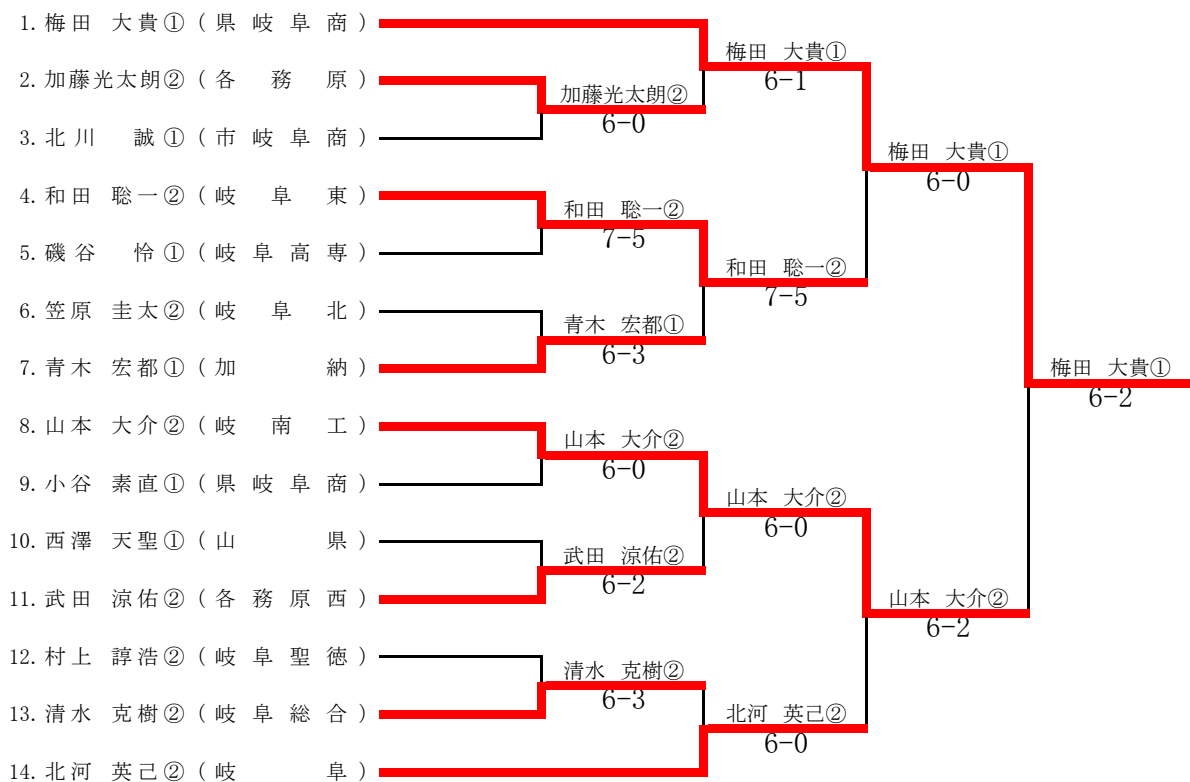 1. 梅田 大貴① ( 県岐阜商 )
2. 加藤光太朗② ( 各務原 )
3. 北川 誠① ( 市岐阜商 )
4. 和田 聡一② ( 岐阜東 )
5. 磯谷 怜① ( 岐阜高専 )
6. 笠原 圭太② ( 岐阜北 )
7. 青木 宏都① ( 加納 )
8. 山本 大介② ( 岐南工 )
9. 小谷 素直① ( 県岐阜商 )
10. 西澤 天聖① ( 山県 )
11. 武田 涼佑② ( 各務原西 )
12. 村上 諄浩② ( 岐阜聖徳 )
13. 清水 克樹② ( 岐阜総合 )
14. 北河 英己② ( 岐阜 )
加藤光太朗②
6-0
和田 聡一②
7-5
青木 宏都①
6-3
山本 大介②
6-0
武田 涼佑②
6-2
清水 克樹②
6-3
梅田 大貴①
6-1
和田 聡一②
7-5
山本 大介②
6-0
北河 英己②
6-0
梅田 大貴①
6-0
山本 大介②
6-2
梅田 大貴①
6-2